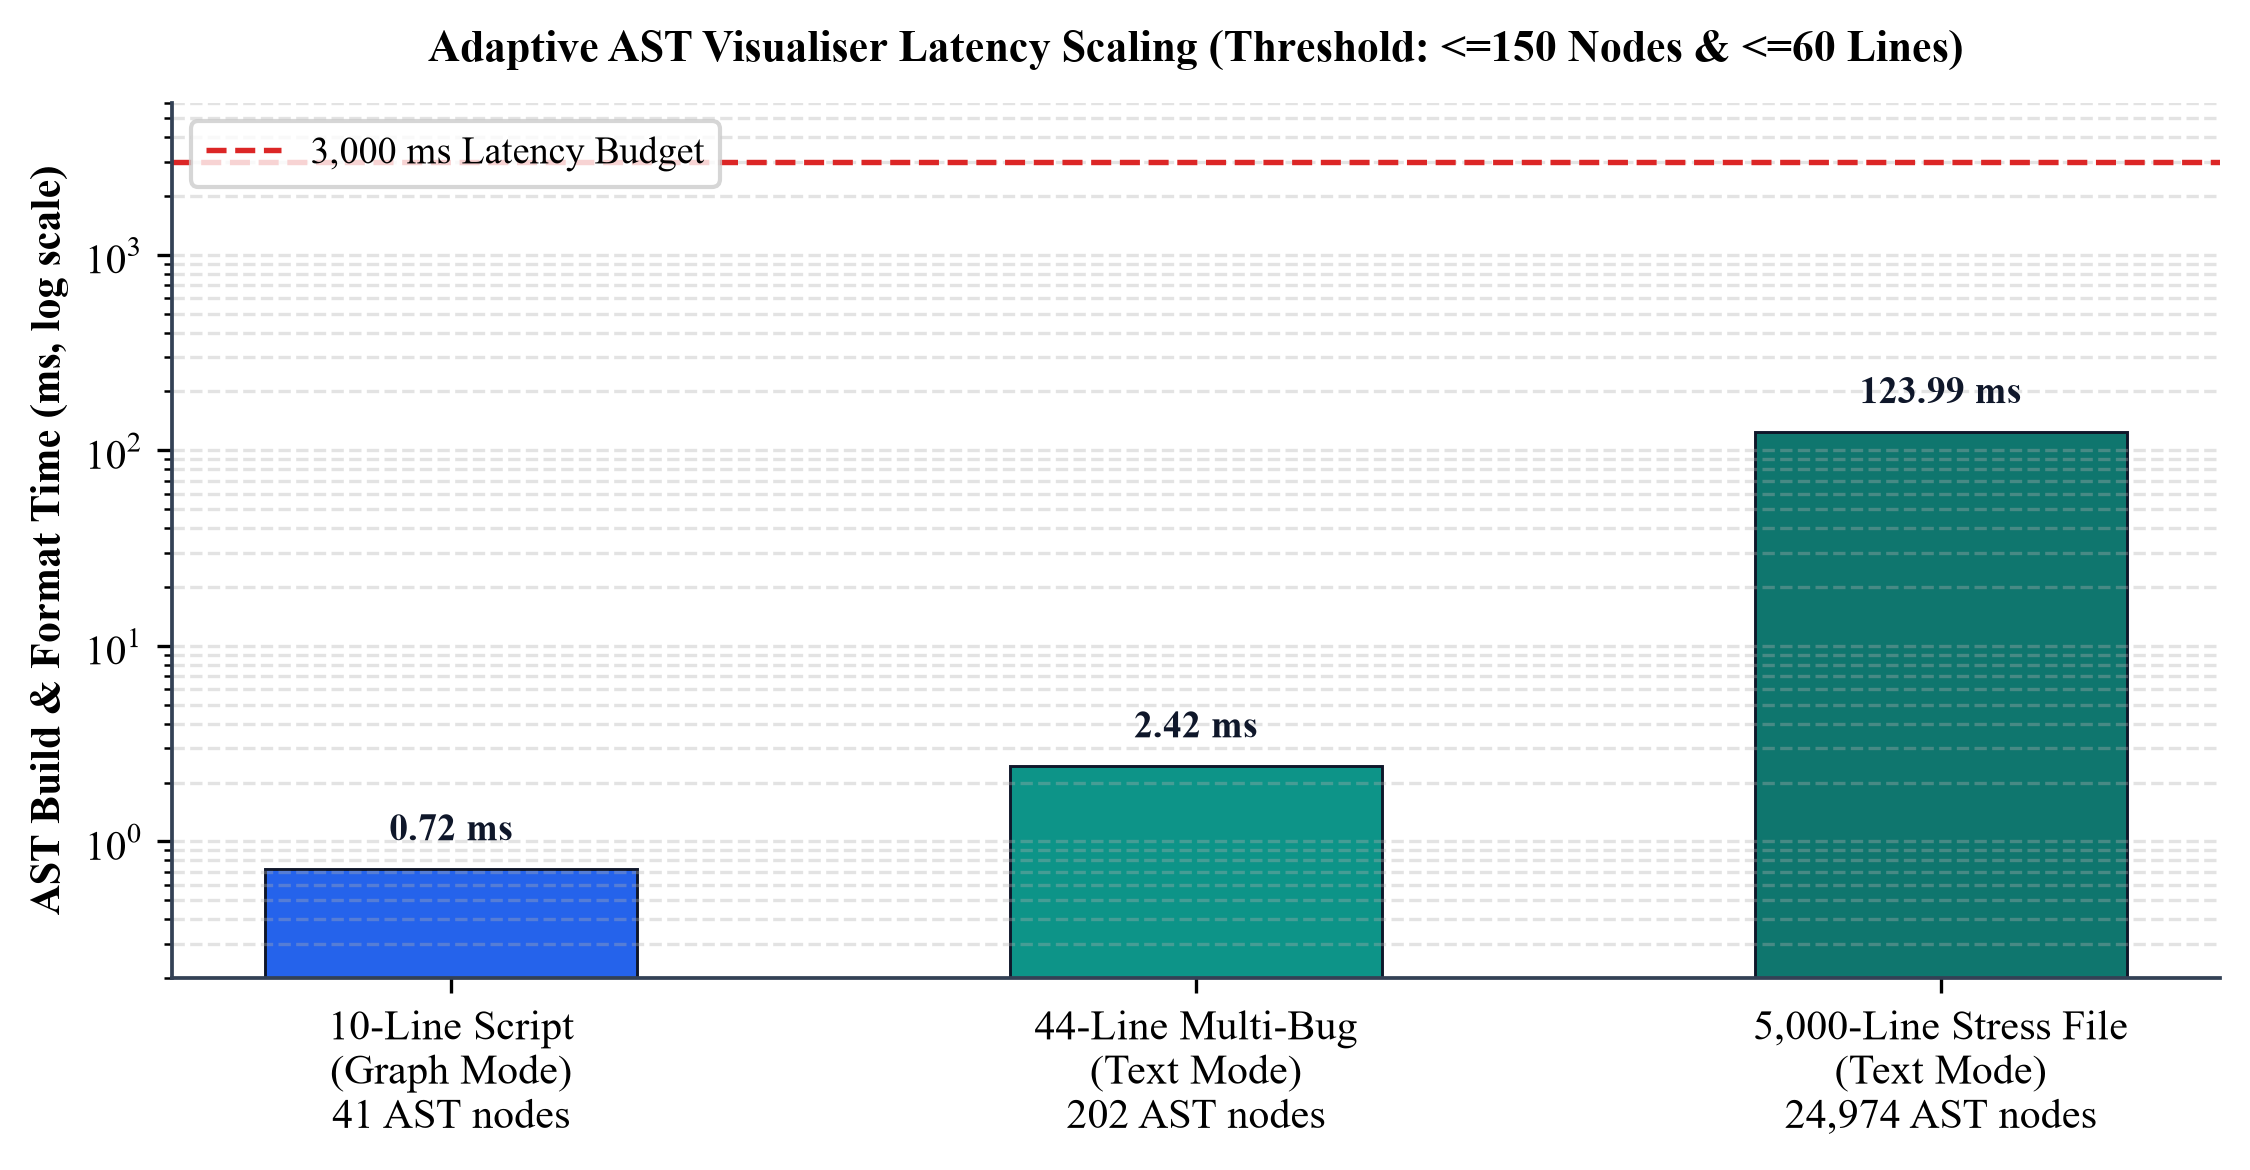 Adaptive AST Visualiser Latency Scaling (Threshold: <=150 Nodes & <=60 Lines)
3,000 ms Latency Budget
AST Build & Format Time (ms, log scale)
10³
10²
10¹
10⁰
0.72 ms
2.42 ms
123.99 ms
10-Line Script
(Graph Mode)
41 AST nodes
44-Line Multi-Bug
(Text Mode)
202 AST nodes
5,000-Line Stress File
(Text Mode)
24,974 AST nodes